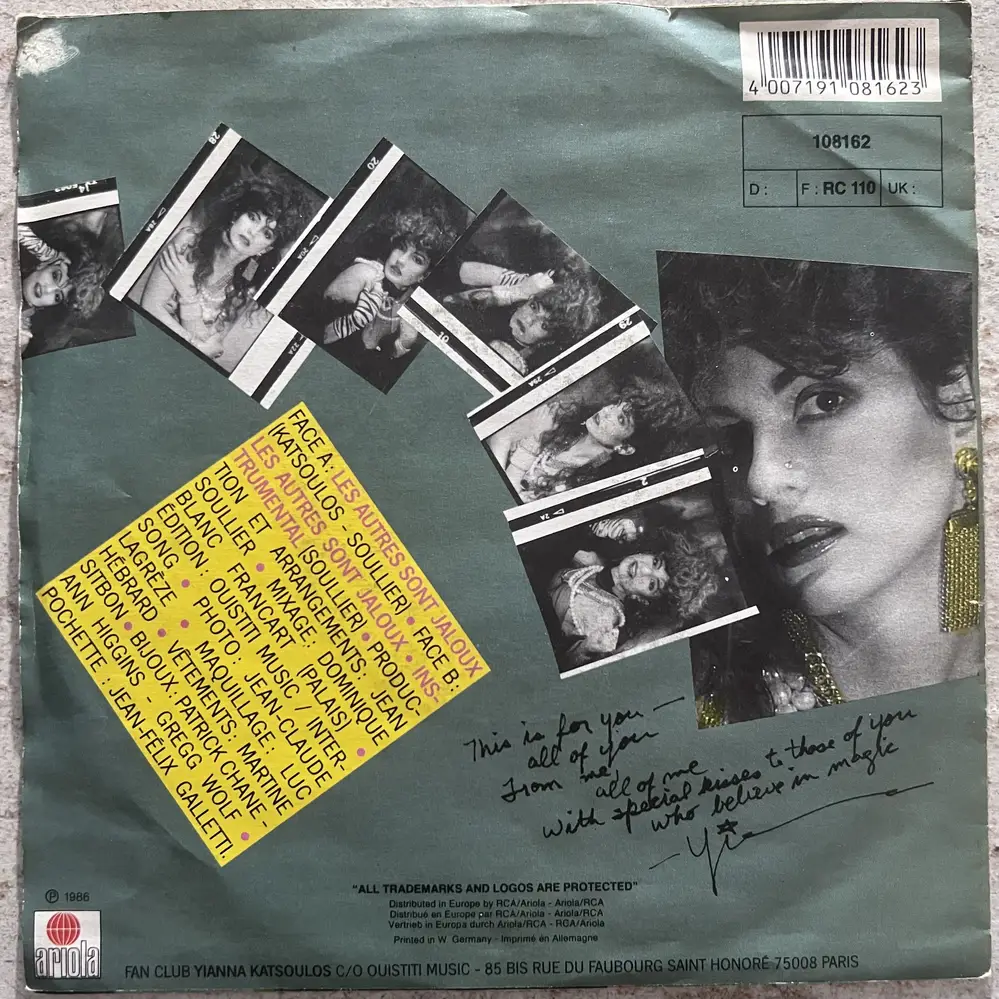 4 007191 081623
108162
D :
F : RC 110
UK :
FACE A : LES AUTRES SONT JALOUX
(KATSOULOS - SOULLIER) • FACE B :
LES AUTRES SONT JALOUX • INS-
TRUMENTAL (SOULLIER) • PRODUC-
TION ET ARRANGEMENTS : JEAN
SOULLIER • MIXAGE : DOMINIQUE
BLANC FRANCART (PALAIS) •
ÉDITION : OUISTITI MUSIC / INTER-
SONG • PHOTO : JEAN-CLAUDE
LAGRÈZE • MAQUILLAGE : LUC
HÉBRARD • VÊTEMENTS : MARTINE
SITBON • BIJOUX : PATRICK CHANE-
ANN HIGGINS GREGG WOLF •
POCHETTE : JEAN-FÉLIX GALLETTI.
This is for you —
all of you
From me,
all of me
with special kisses to those of you
who believe in magic
"ALL TRADEMARKS AND LOGOS ARE PROTECTED"
Distributed in Europe by RCA/Ariola - Ariola/RCA
Distribué en Europe par RCA/Ariola - Ariola/RCA
Vertrieb in Europa durch Ariola/RCA - RCA/Ariola
Printed in W. Germany - Imprimé en Allemagne
Ⓟ 1986
ariola
FAN CLUB YIANNA KATSOULOS C/O OUISTITI MUSIC - 85 BIS RUE DU FAUBOURG SAINT HONORÉ 75008 PARIS